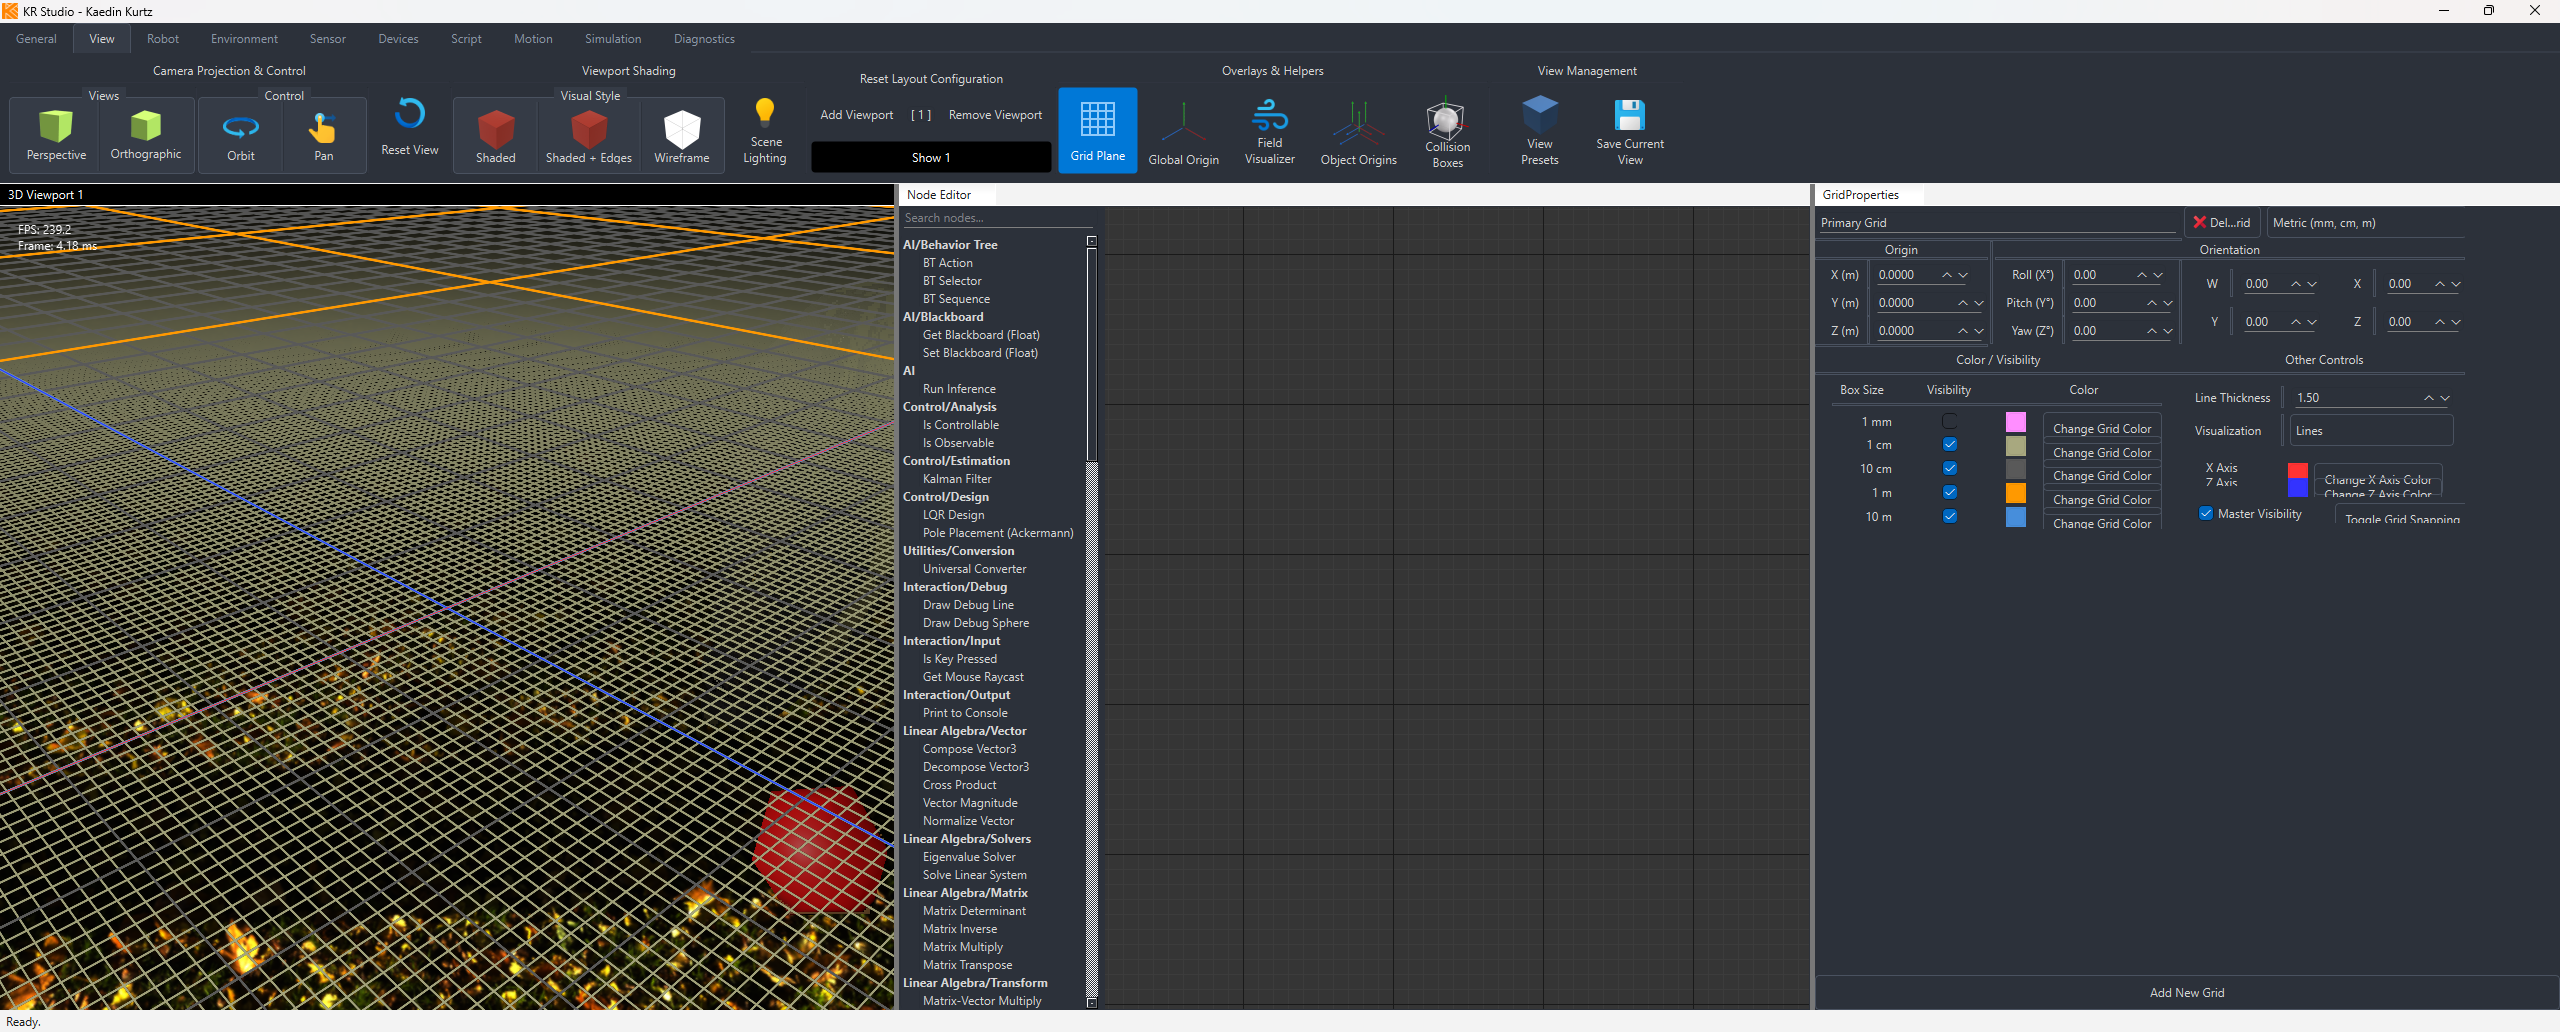 KR Studio - Kaedin Kurtz
General View Robot Environment Sensor Devices Script Motion Simulation Diagnostics
Camera Projection & Control
Views
Perspective
Orthographic
Control
Orbit
Pan
Reset View
Viewport Shading
Visual Style
Shaded
Shaded + Edges
Wireframe
Scene
Lighting
Reset Layout Configuration
Add Viewport [ 1 ] Remove Viewport
Show 1
Overlays & Helpers
Grid Plane
Global Origin
Field
Visualizer
Object Origins
Collision
Boxes
View Management
View
Presets
Save Current
View
3D Viewport 1
FPS: 239.2
Frame: 4.18 ms
Node Editor
Search nodes...
AI/Behavior Tree
BT Action
BT Selector
BT Sequence
AI/Blackboard
Get Blackboard (Float)
Set Blackboard (Float)
AI
Run Inference
Control/Analysis
Is Controllable
Is Observable
Control/Estimation
Kalman Filter
Control/Design
LQR Design
Pole Placement (Ackermann)
Utilities/Conversion
Universal Converter
Interaction/Debug
Draw Debug Line
Draw Debug Sphere
Interaction/Input
Is Key Pressed
Get Mouse Raycast
Interaction/Output
Print to Console
Linear Algebra/Vector
Compose Vector3
Decompose Vector3
Cross Product
Vector Magnitude
Normalize Vector
Linear Algebra/Solvers
Eigenvalue Solver
Solve Linear System
Linear Algebra/Matrix
Matrix Determinant
Matrix Inverse
Matrix Multiply
Matrix Transpose
Linear Algebra/Transform
Matrix-Vector Multiply
GridProperties
Primary Grid Del...rid Metric (mm, cm, m)
Origin Orientation
X (m) 0.0000 Roll (X°) 0.00 W 0.00 X 0.00
Y (m) 0.0000 Pitch (Y°) 0.00
Z (m) 0.0000 Yaw (Z°) 0.00 Y 0.00 Z 0.00
Color / Visibility Other Controls
Box Size Visibility Color
1 mm Change Grid Color
1 cm Change Grid Color
10 cm Change Grid Color
1 m Change Grid Color
10 m Change Grid Color
Line Thickness 1.50
Visualization Lines
X Axis Change X Axis Color
Z Axis Change Z Axis Color
Master Visibility Toggle Grid Snapping
Add New Grid
Ready.